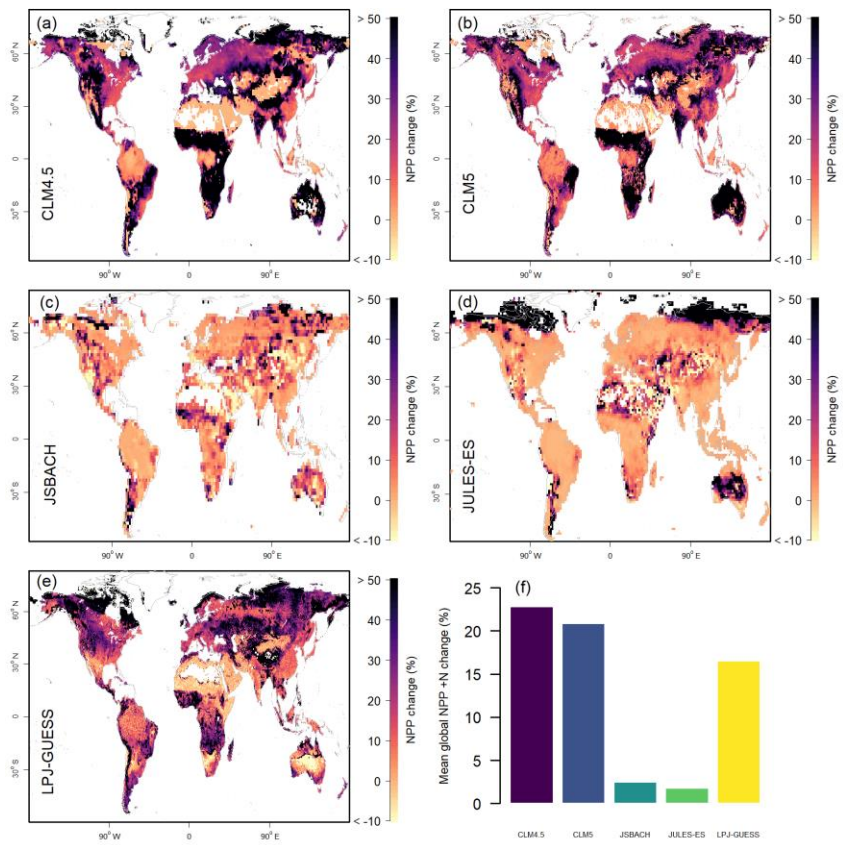 (a)
CLM4.5
60° N
30° N
0
30° S
90° W
0
90° E
> 50
40
30
20
10
0
< -10
NPP change (%)
(b)
CLM5
60° N
30° N
0
30° S
90° W
0
90° E
> 50
40
30
20
10
0
< -10
NPP change (%)
(c)
JSBACH
60° N
30° N
0
30° S
90° W
0
90° E
> 50
40
30
20
10
0
< -10
NPP change (%)
(d)
JULES-ES
60° N
30° N
0
30° S
90° W
0
90° E
> 50
40
30
20
10
0
< -10
NPP change (%)
(e)
LPJ-GUESS
60° N
30° N
0
30° S
90° W
0
90° E
> 50
40
30
20
10
0
< -10
NPP change (%)
(f)
Mean global NPP +N change (%)
25
20
15
10
5
0
CLM4.5
CLM5
JSBACH
JULES-ES
LPJ-GUESS